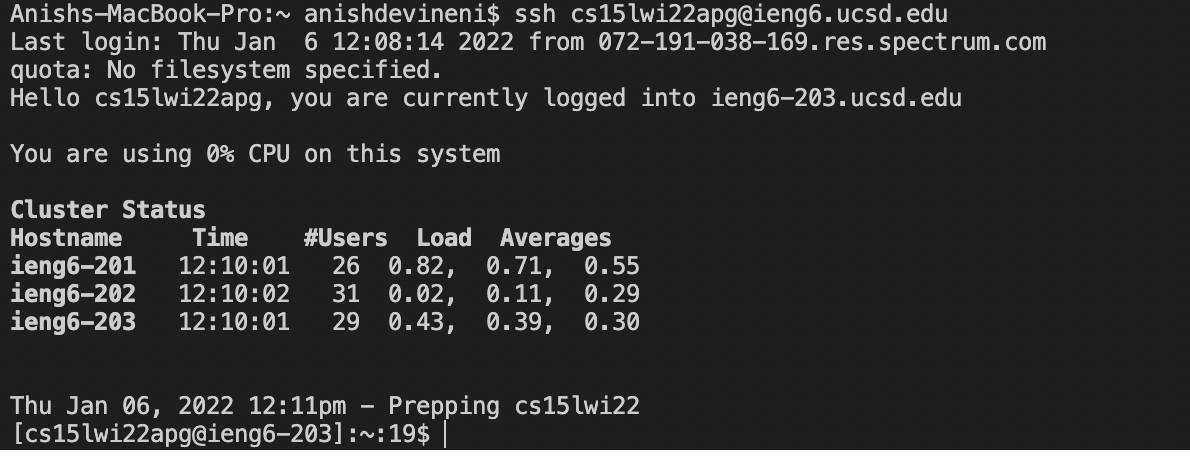 Anishs-MacBook-Pro:~ anishdevineni$ ssh cs15lwi22apg@ieng6.ucsd.edu
Last login: Thu Jan  6 12:08:14 2022 from 072-191-038-169.res.spectrum.com
quota: No filesystem specified.
Hello cs15lwi22apg, you are currently logged into ieng6-203.ucsd.edu
You are using 0% CPU on this system
Cluster Status
Hostname     Time    #Users  Load  Averages
ieng6-201   12:10:01   26  0.82,  0.71,  0.55
ieng6-202   12:10:02   31  0.02,  0.11,  0.29
ieng6-203   12:10:01   29  0.43,  0.39,  0.30
Thu Jan 06, 2022 12:11pm - Prepping cs15lwi22
[cs15lwi22apg@ieng6-203]:~:19$